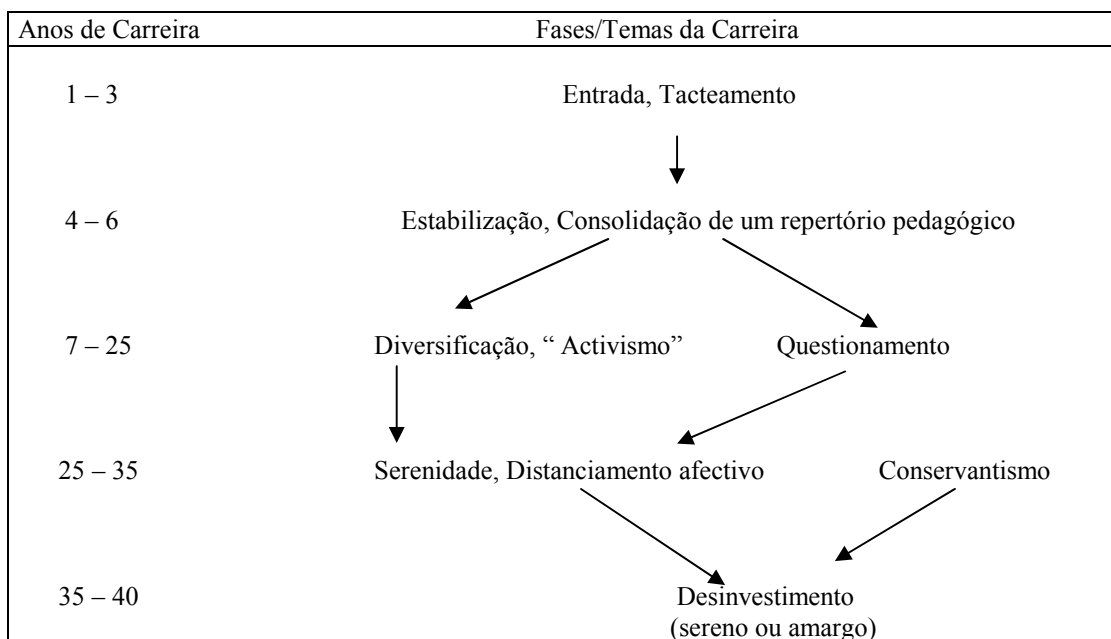 Anos de Carreira Fases/Temas da Carreira
1 – 3 Entrada, Tacteamento
4 – 6 Estabilização, Consolidação de um repertório pedagógico
7 – 25 Diversificação, “ Activismo” Questionamento
25 – 35 Serenidade, Distanciamento afectivo Conservantismo
35 – 40 Desinvestimento
(sereno ou amargo)